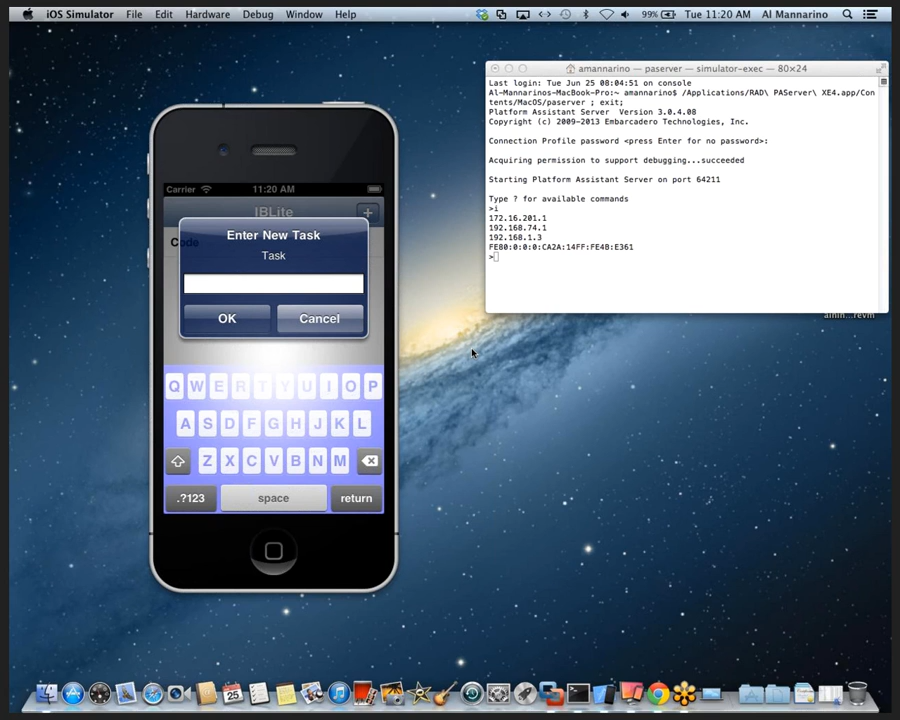 iOS Simulator File Edit Hardware Debug Window Help
99% Tue 11:20 AM Al Mannarino
amannarino — paserver — simulator-exec — 80×24
Last login: Tue Jun 25 08:04:51 on console
Al-Mannarinos-MacBook-Pro:~ amannarino$ /Applications/RAD\ PAServer\ XE4.app/Con
tents/MacOS/paserver ; exit;
Platform Assistant Server  Version 3.0.4.08
Copyright (c) 2009-2013 Embarcadero Technologies, Inc.
Connection Profile password <press Enter for no password>:
Acquiring permission to support debugging...succeeded
Starting Platform Assistant Server on port 64211
Type ? for available commands
>i
172.16.201.1
192.168.74.1
192.168.1.3
FE80:0:0:0:CA2A:14FF:FE4B:E361
>
Carrier 11:20 AM
IBLite +
Code
Enter New Task
Task
OK Cancel
Q W E R T Y U I O P
A S D F G H J K L
Z X C V B N M
.?123 space return
25